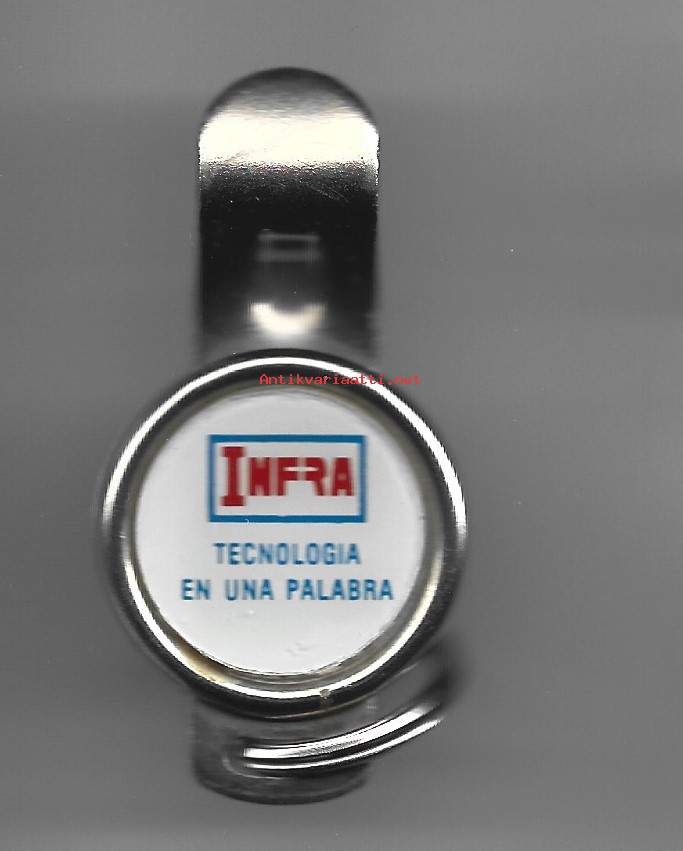 Antikvariaatti.net
INFRA
TECNOLOGIA
EN UNA PALABRA